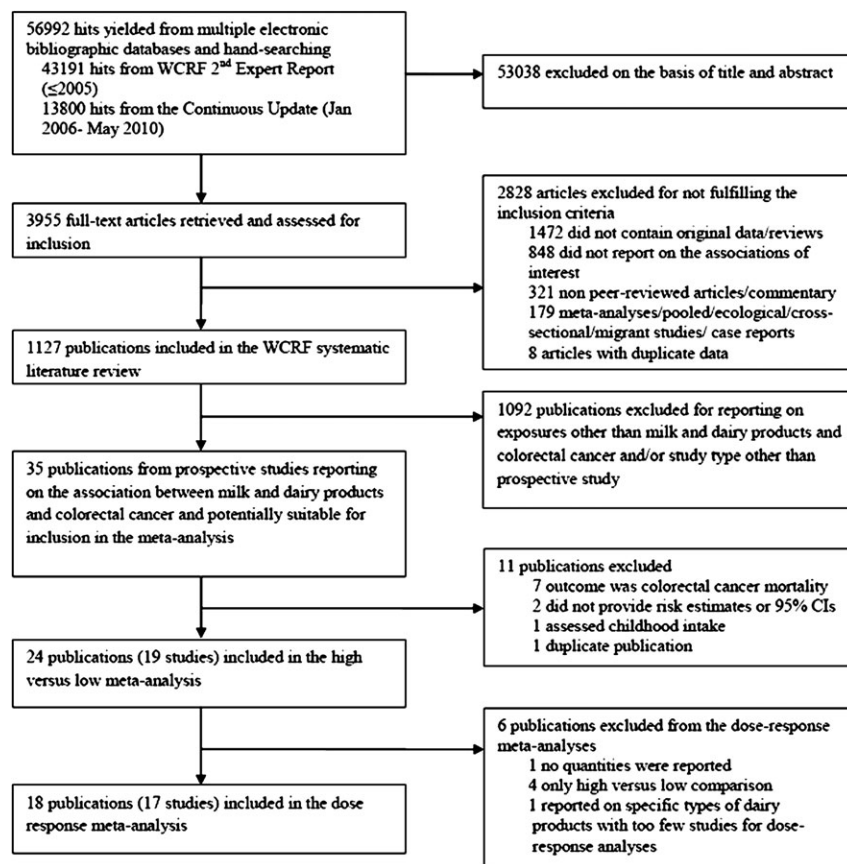 56992 hits yielded from multiple electronic
bibliographic databases and hand-searching
43191 hits from WCRF 2nd Expert Report
(≤2005)
13800 hits from the Continuous Update (Jan
2006- May 2010)
53038 excluded on the basis of title and abstract
3955 full-text articles retrieved and assessed for
inclusion
2828 articles excluded for not fulfilling the
inclusion criteria
1472 did not contain original data/reviews
848 did not report on the associations of
interest
321 non peer-reviewed articles/commentary
179 meta-analyses/pooled/ecological/cross-
sectional/migrant studies/ case reports
8 articles with duplicate data
1127 publications included in the WCRF systematic
literature review
1092 publications excluded for reporting on
exposures other than milk and dairy products and
colorectal cancer and/or study type other than
prospective study
35 publications from prospective studies reporting
on the association between milk and dairy products
and colorectal cancer and potentially suitable for
inclusion in the meta-analysis
11 publications excluded
7 outcome was colorectal cancer mortality
2 did not provide risk estimates or 95% CIs
1 assessed childhood intake
1 duplicate publication
24 publications (19 studies) included in the high
versus low meta-analysis
6 publications excluded from the dose-response
meta-analyses
1 no quantities were reported
4 only high versus low comparison
1 reported on specific types of dairy
products with too few studies for dose-
response analyses
18 publications (17 studies) included in the dose
response meta-analysis